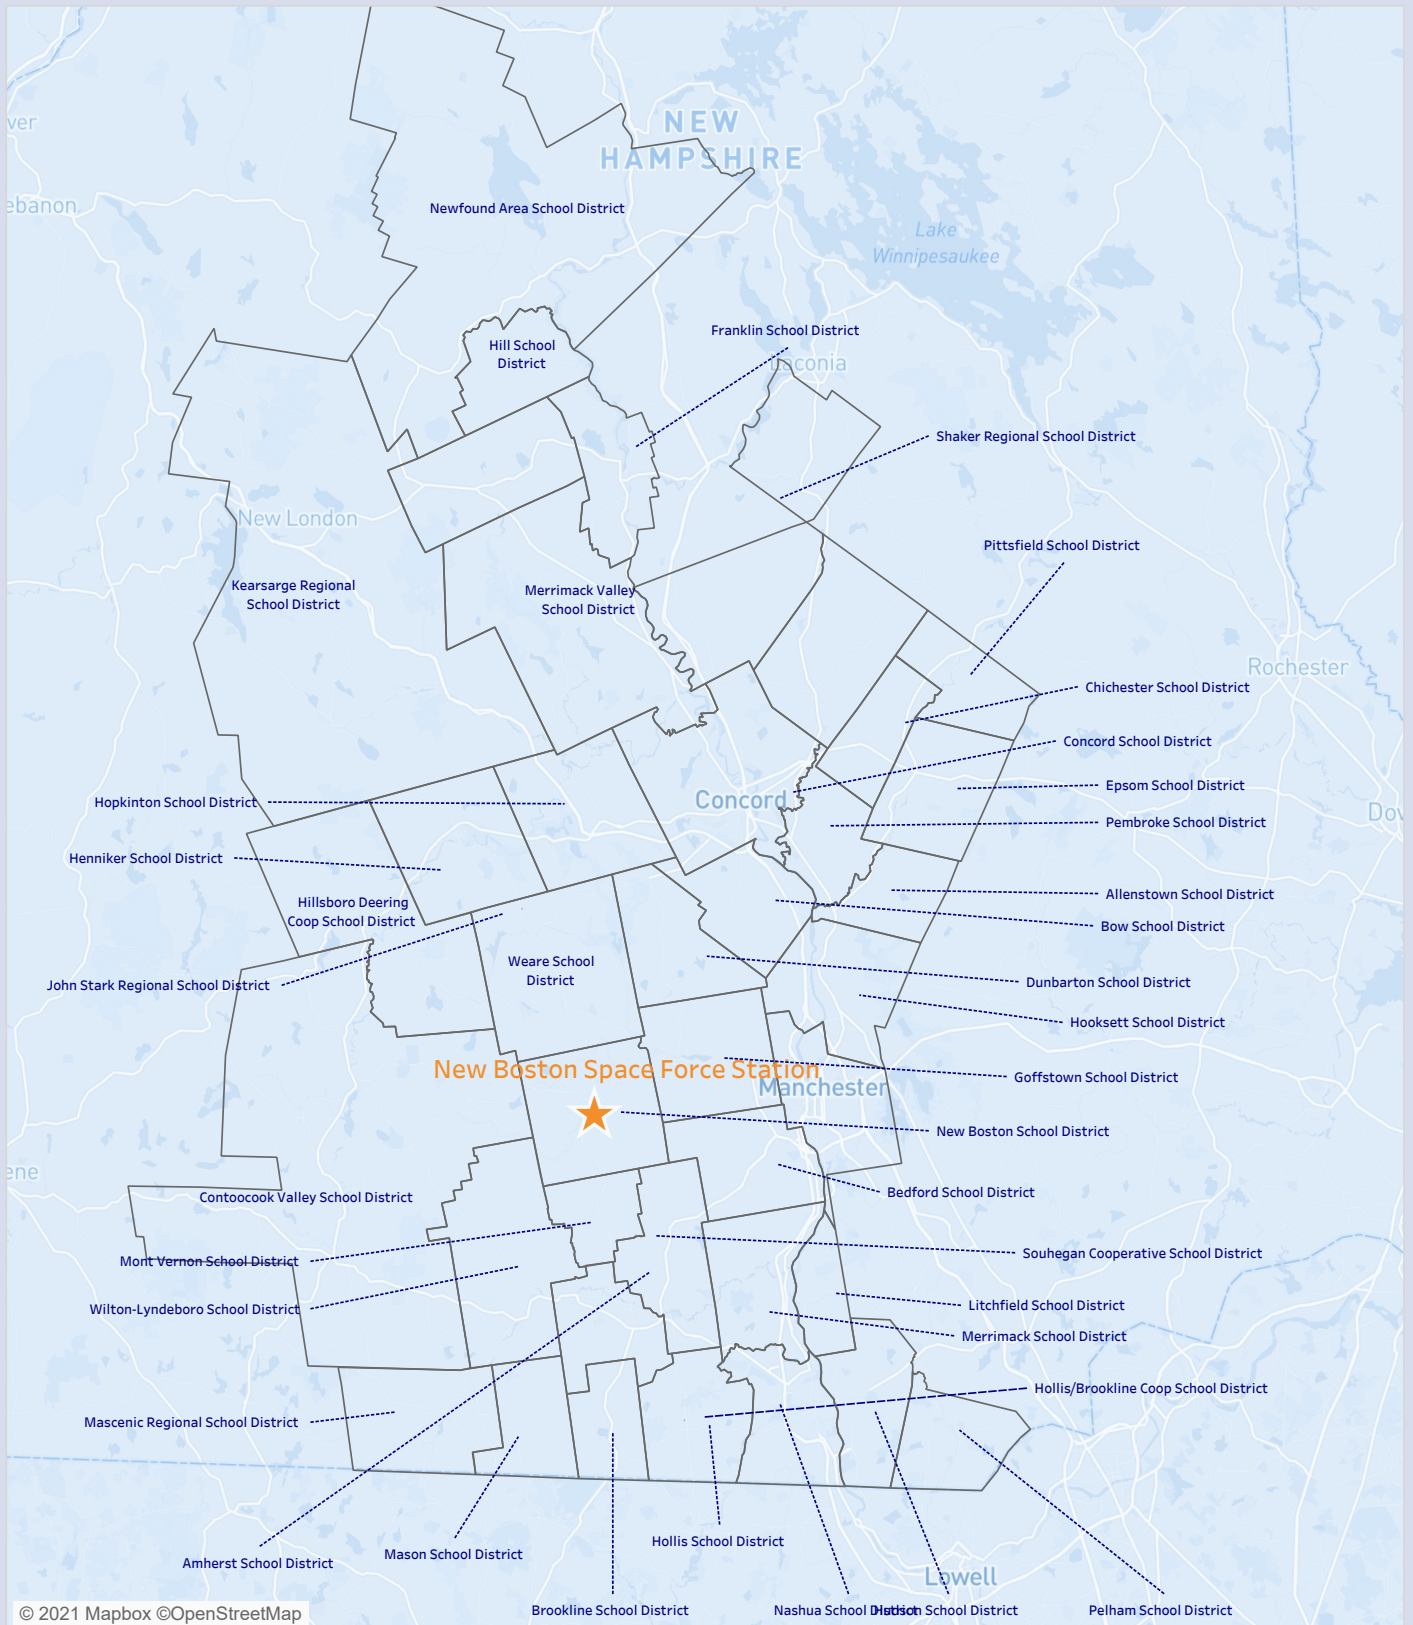 NEW
HAMPSHIRE
ver
ebanon
Newfound Area School District
Lake
Winnipesaukee
Franklin School District
Hill School
District
Laconia
Shaker Regional School District
New London
Pittsfield School District
Kearsarge Regional
School District
Merrimack Valley
School District
Rochester
Chichester School District
Concord School District
Epsom School District
Hopkinton School District
Concord
Dov
Pembroke School District
Henniker School District
Allenstown School District
Hillsboro Deering
Coop School District
Bow School District
Weare School
District
John Stark Regional School District
Dunbarton School District
Hooksett School District
New Boston Space Force Station
Goffstown School District
Manchester
New Boston School District
ene
Contoocook Valley School District
Bedford School District
Mont Vernon School District
Souhegan Cooperative School District
Wilton-Lyndeboro School District
Litchfield School District
Merrimack School District
Hollis/Brookline Coop School District
Mascenic Regional School District
Hollis School District
Mason School District
Amherst School District
Lowell
Brookline School District
Nashua School District
Hudson School District
Pelham School District
© 2021 Mapbox ©OpenStreetMap